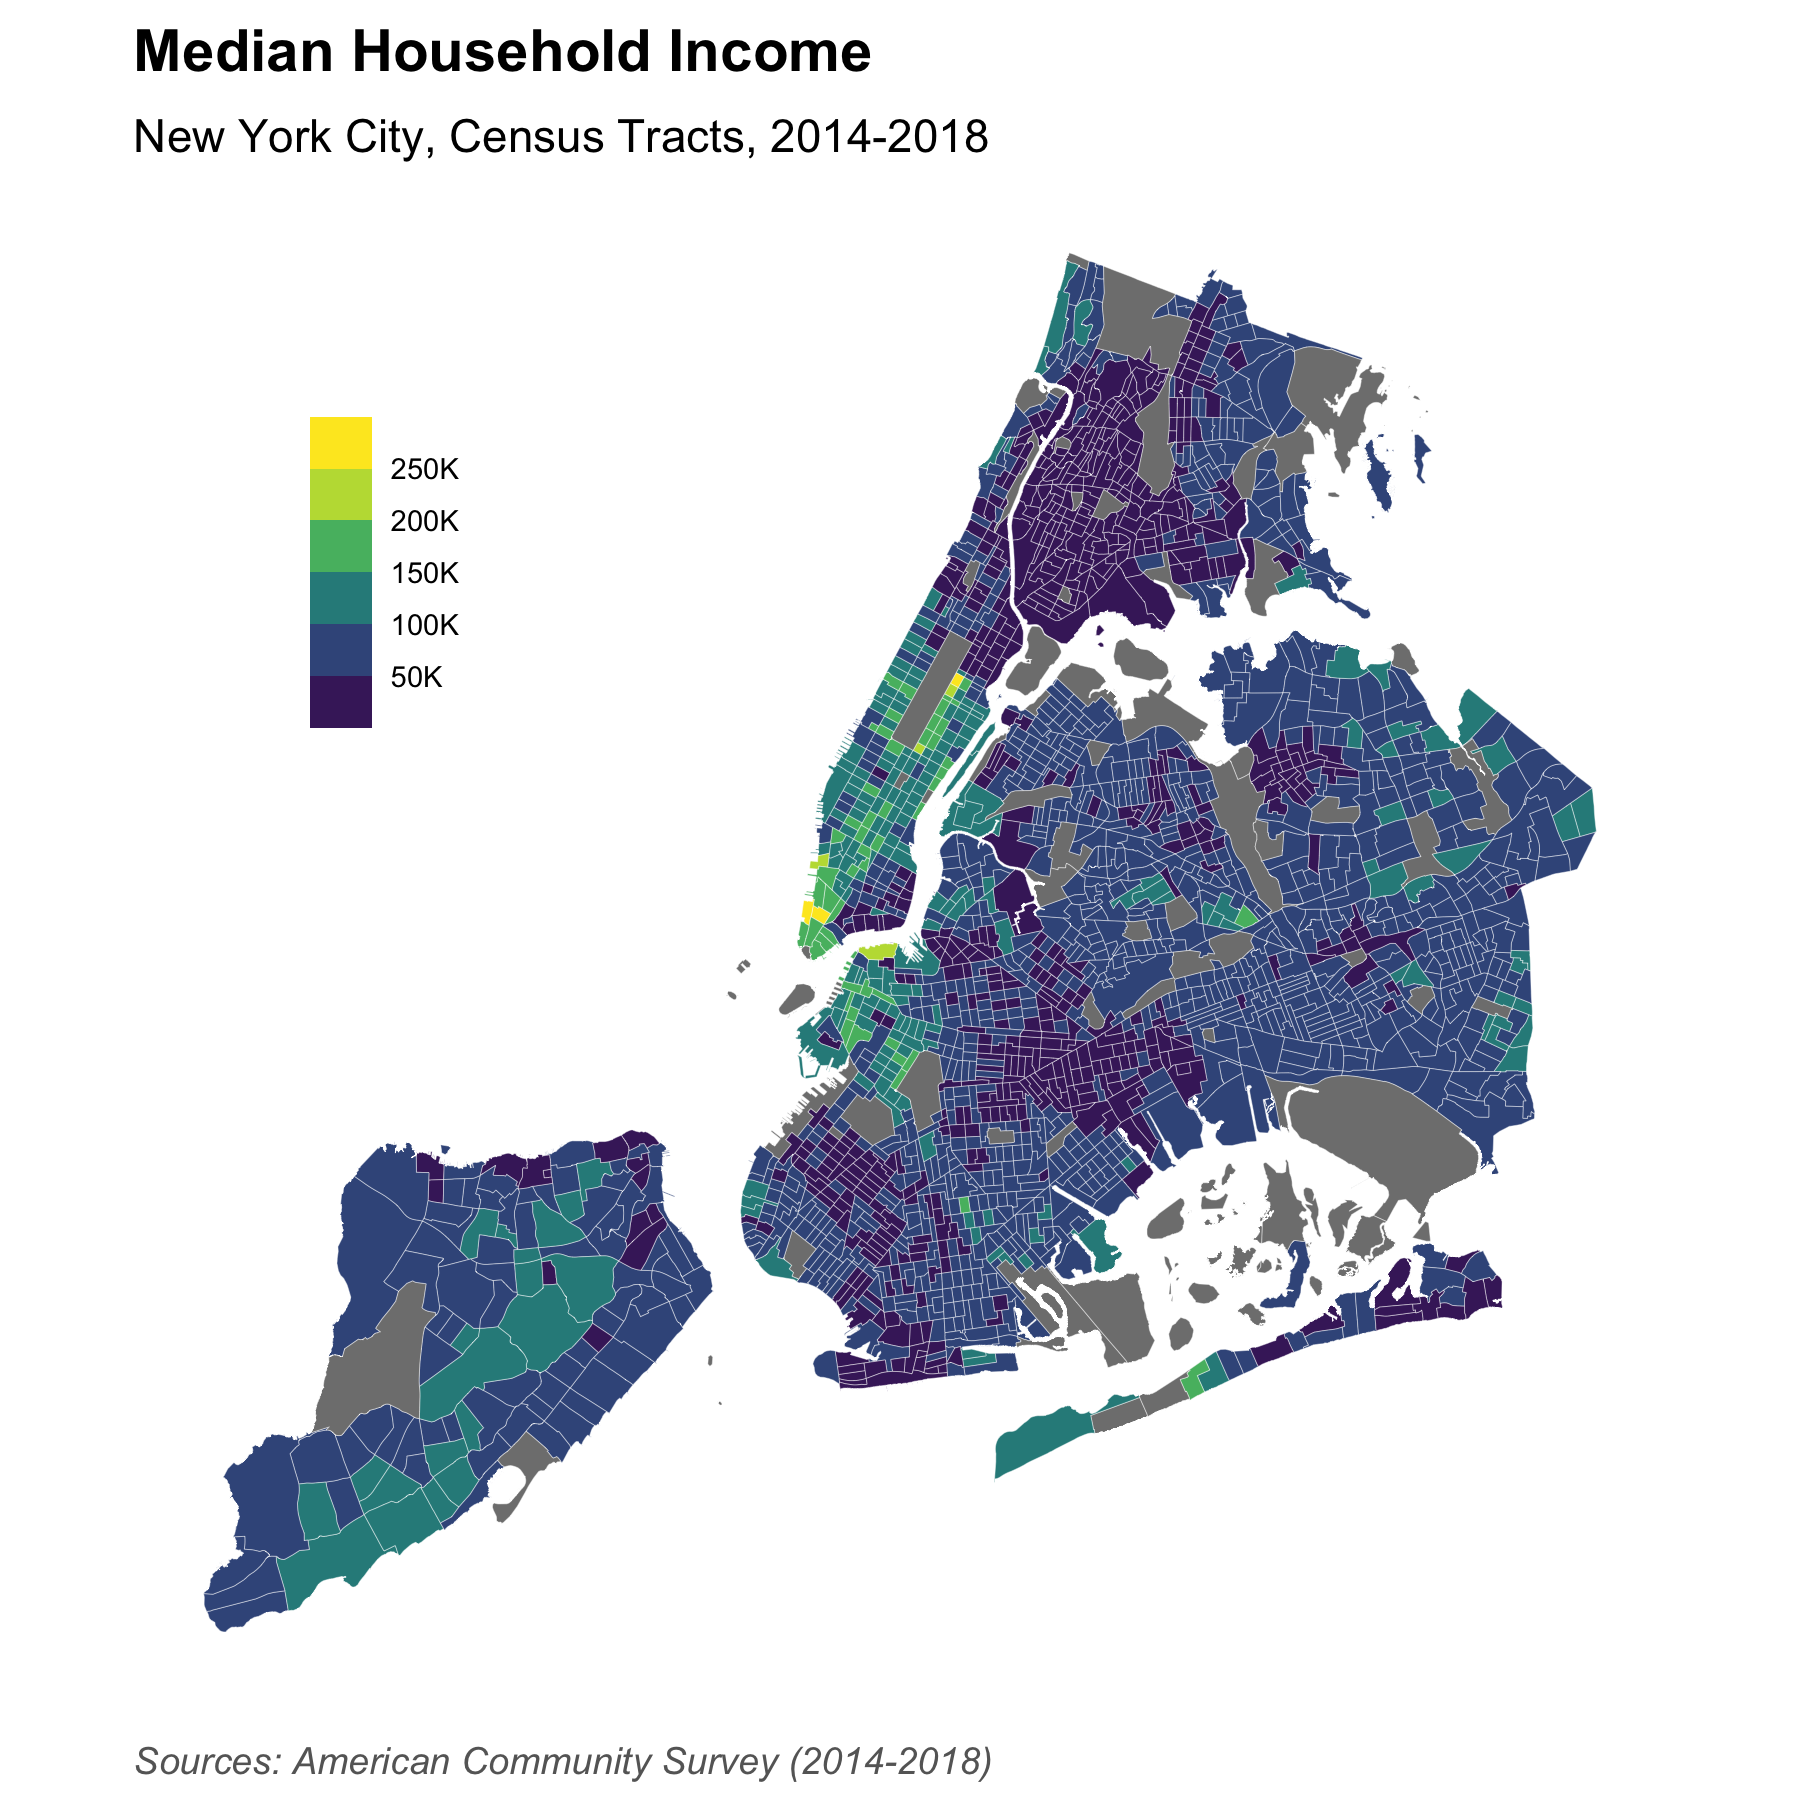 Median Household Income
New York City, Census Tracts, 2014-2018
250K
200K
150K
100K
50K
Sources: American Community Survey (2014-2018)